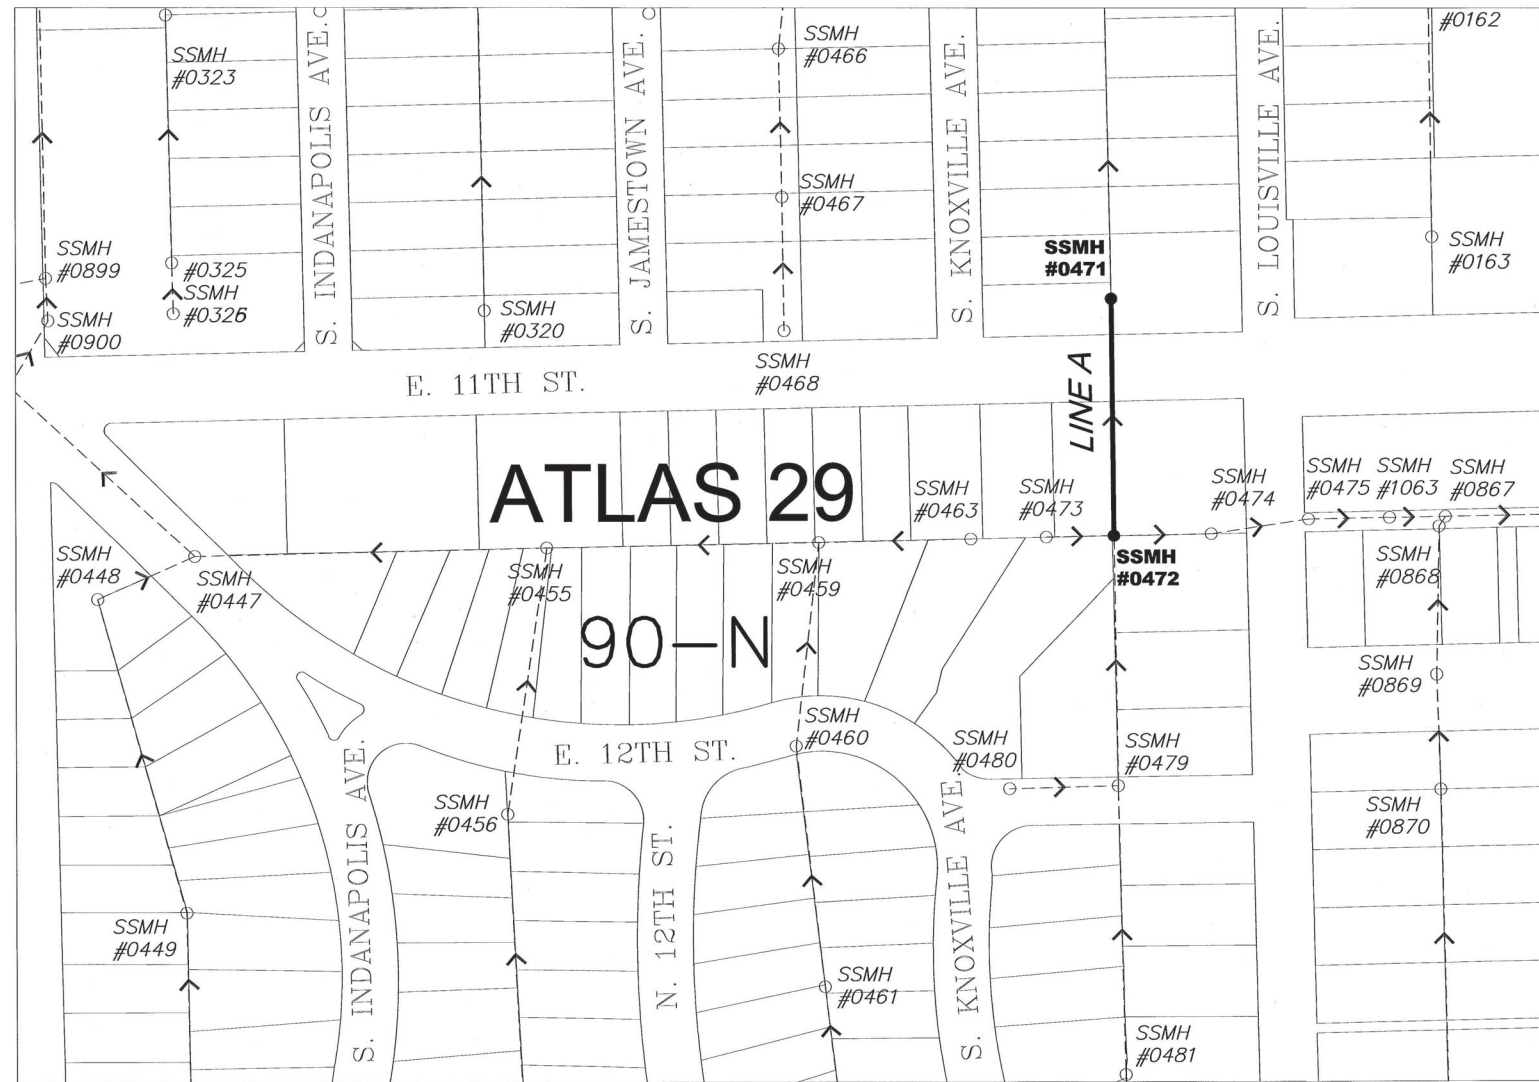 #0162
SSMH
#0323
S. INDANAPOLIS AVE.
S. JAMESTOWN AVE.
SSMH
#0466
S. KNOXVILLE AVE.
S. LOUISVILLE AVE.
SSMH
#0467
SSMH
#0899
#0325
SSMH
#0326
SSMH
#0900
SSMH
#0320
SSMH
#0471
SSMH
#0163
E. 11TH ST.
SSMH
#0468
LINE A
ATLAS 29
SSMH
#0463
SSMH
#0473
SSMH
#0474
SSMH
#0475
SSMH
#1063
SSMH
#0867
SSMH
#0448
SSMH
#0447
SSMH
#0455
SSMH
#0459
SSMH
#0472
SSMH
#0868
90-N
SSMH
#0869
SSMH
#0460
E. 12TH ST.
SSMH
#0480
SSMH
#0479
SSMH
#0456
SSMH
#0870
S. INDANAPOLIS AVE.
N. 12TH ST.
S. KNOXVILLE AVE.
SSMH
#0449
SSMH
#0461
SSMH
#0481